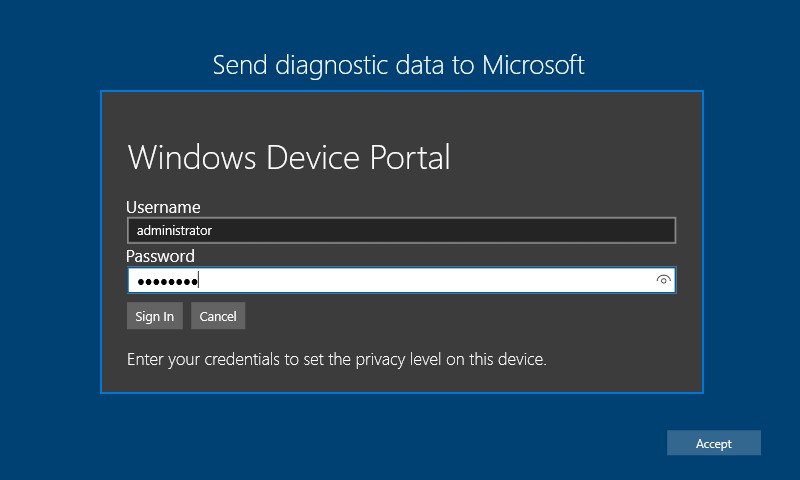 Send diagnostic data to Microsoft
Windows Device Portal
Username
administrator
Password
●●●●●●●●
Sign In Cancel
Enter your credentials to set the privacy level on this device.
Accept